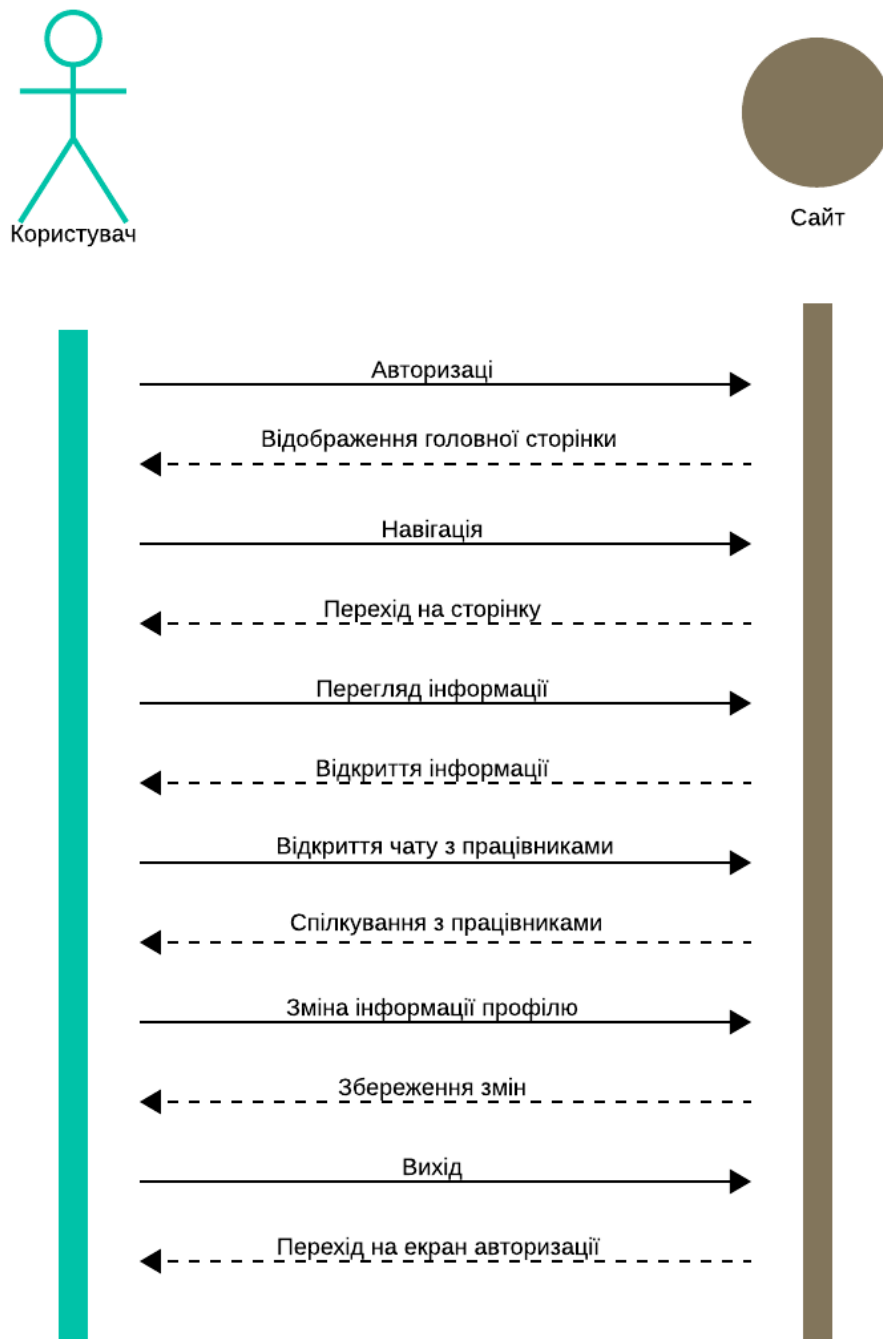 Користувач
Сайт
Авторизаці
Відображення головної сторінки
Навігація
Перехід на сторінку
Перегляд інформації
Відкриття інформації
Відкриття чату з працівниками
Спілкування з працівниками
Зміна інформації профілю
Збереження змін
Вихід
Перехід на екран авторизації